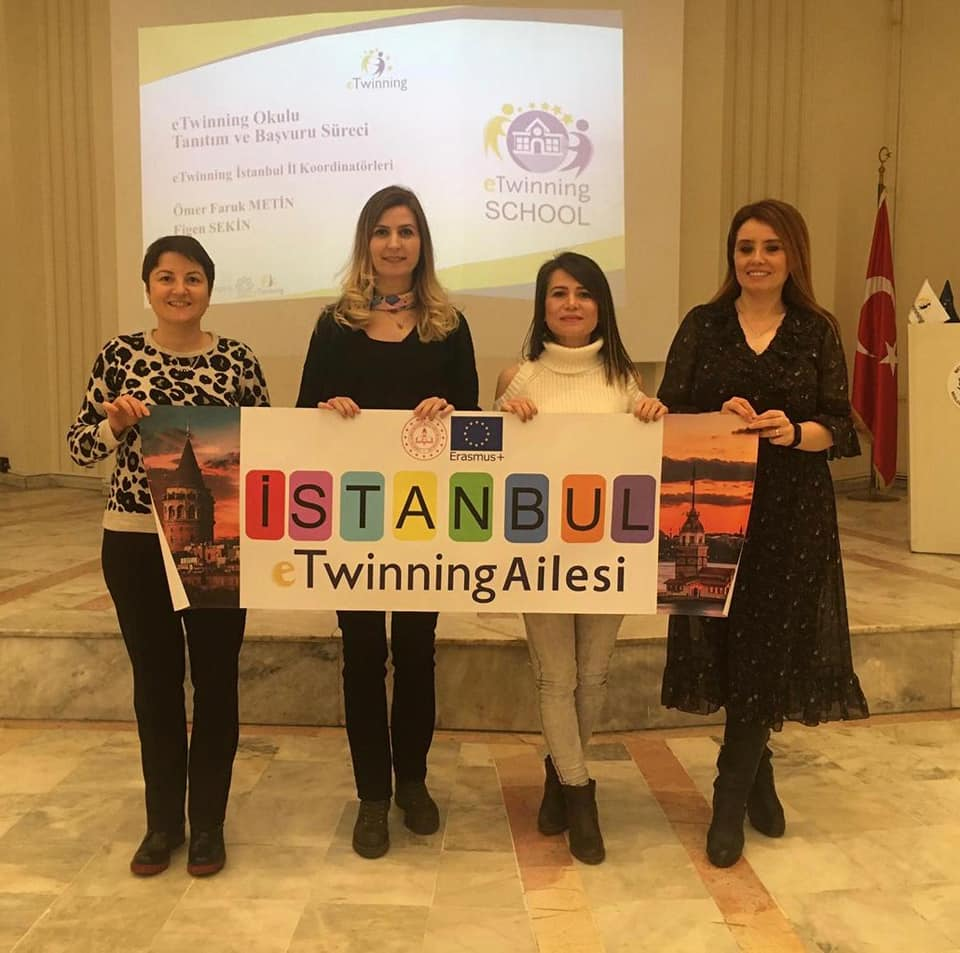 eTwinning
eTwinning Okulu
Tanıtım ve Başvuru Süreci
eTwinning İstanbul İl Koordinatörleri
Ömer Faruk METİN
Figen SEKİN
eTwinning
SCHOOL
Erasmus+
İSTANBUL
eTwinning Ailesi